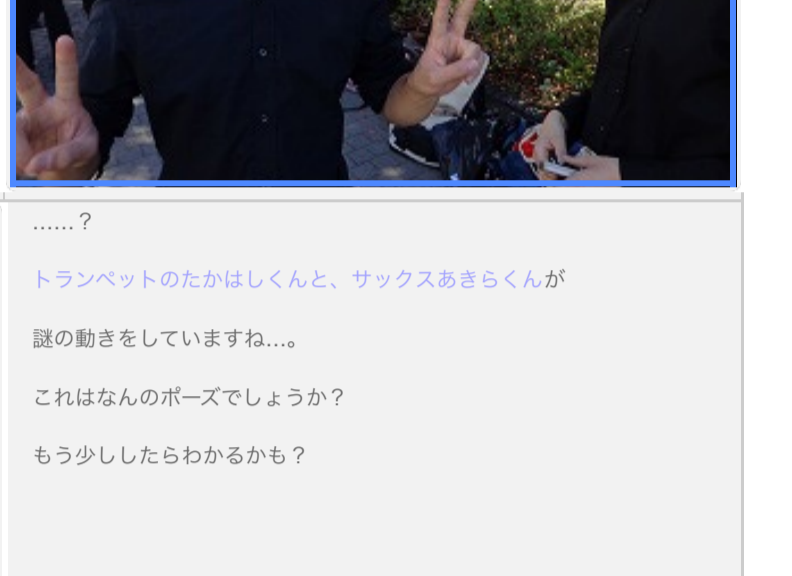 ……？
トランペットのたかはしくんと、サックスあきらくんが
謎の動きをしていますね…。
これはなんのポーズでしょうか？
もう少ししたらわかるかも？